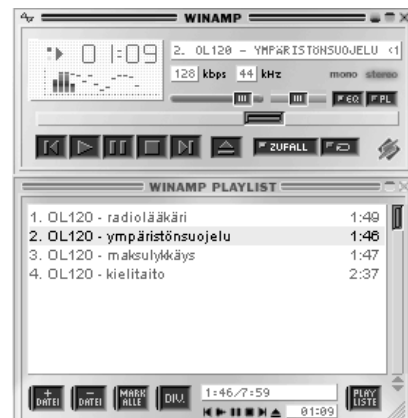 WINAMP
01:09
2. OL120 - YMPÄRISTÖNSUOJELU <1
128 kbps 44 kHz mono stereo
EQ PL
ZUFALL
WINAMP PLAYLIST
1. OL120 - radiolääkäri 1:49
2. OL120 - ympäristönsuojelu 1:46
3. OL120 - maksulykkäys 1:47
4. OL120 - kielitaito 2:37
+ DATEI - DATEI MARK ALLE DIV. 1:46/7:59 PLAY LISTE
01:09